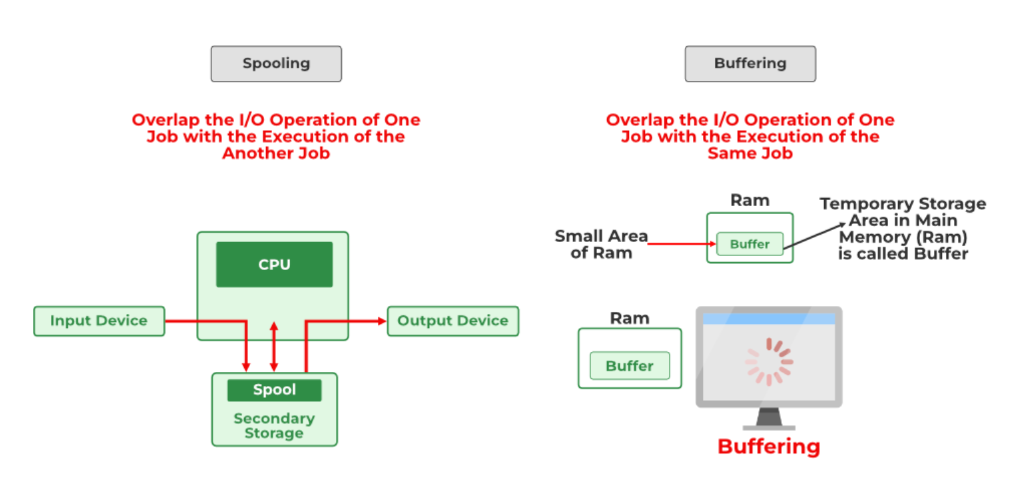 Spooling
Overlap the I/O Operation of One
Job with the Execution of the
Another Job
CPU
Input Device
Output Device
Spool
Secondary
Storage
Buffering
Overlap the I/O Operation of One
Job with the Execution of the
Same Job
Ram
Small Area
of Ram
Buffer
Temporary Storage
Area in Main
Memory (Ram)
is called Buffer
Ram
Buffer
Buffering